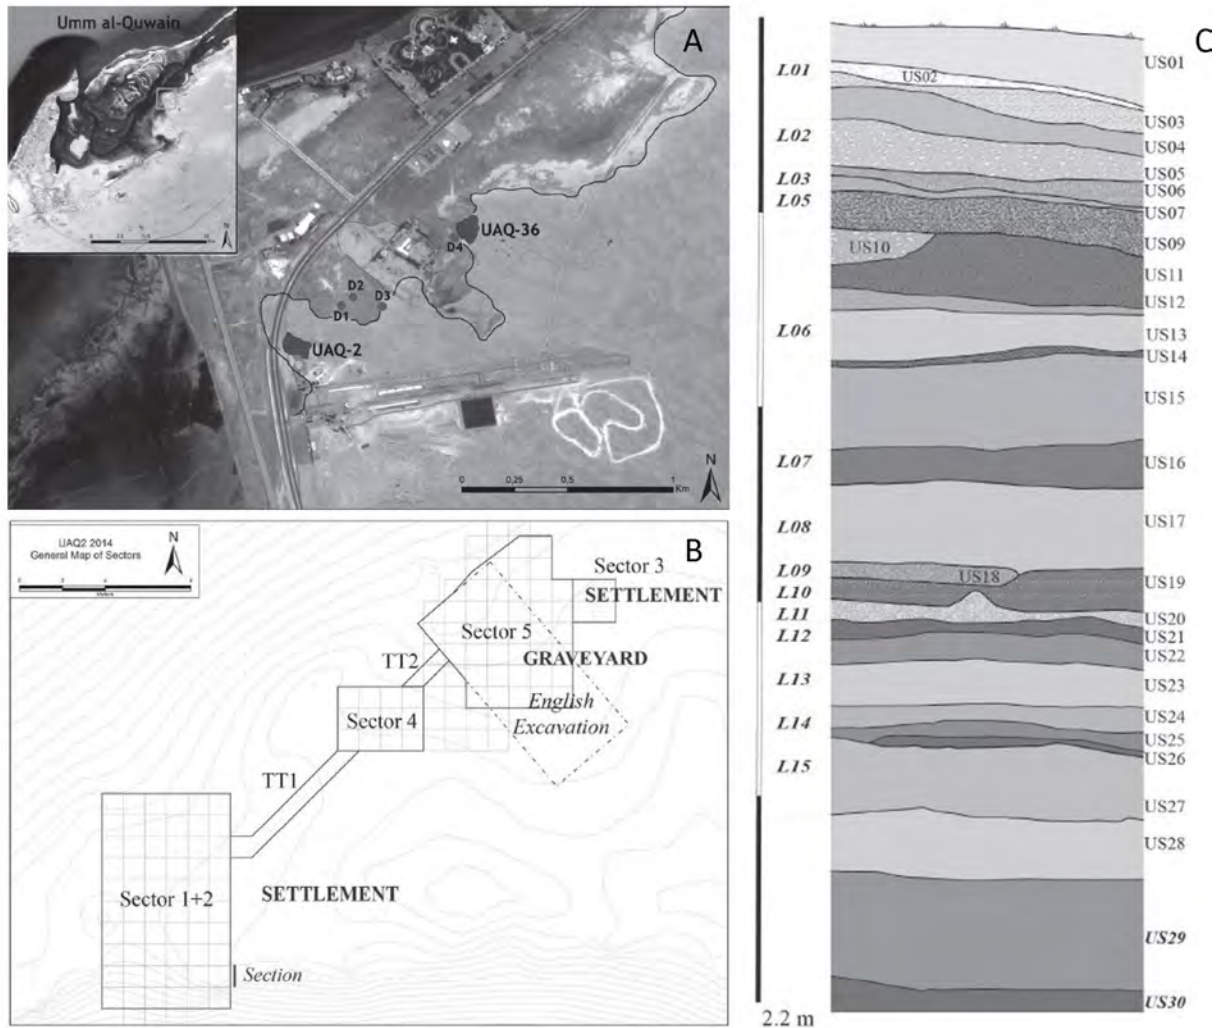 Umm al-Quwain
A
N
UAQ-36
D4
D2
D3
D1
UAQ-2
N
0 0,25 0,5 1
Km
UAQ2 2014
General Map of Sectors
N
Meters
B
Sector 3
SETTLEMENT
Sector 5
TT2
GRAVEYARD
English
Excavation
Sector 4
TT1
Sector 1+2
SETTLEMENT
Section
C
L01
L02
L03
L05
L06
L07
L08
L09
L10
L11
L12
L13
L14
L15
2.2 m
US01
US02
US03
US04
US05
US06
US07
US09
US10
US11
US12
US13
US14
US15
US16
US17
US18
US19
US20
US21
US22
US23
US24
US25
US26
US27
US28
US29
US30